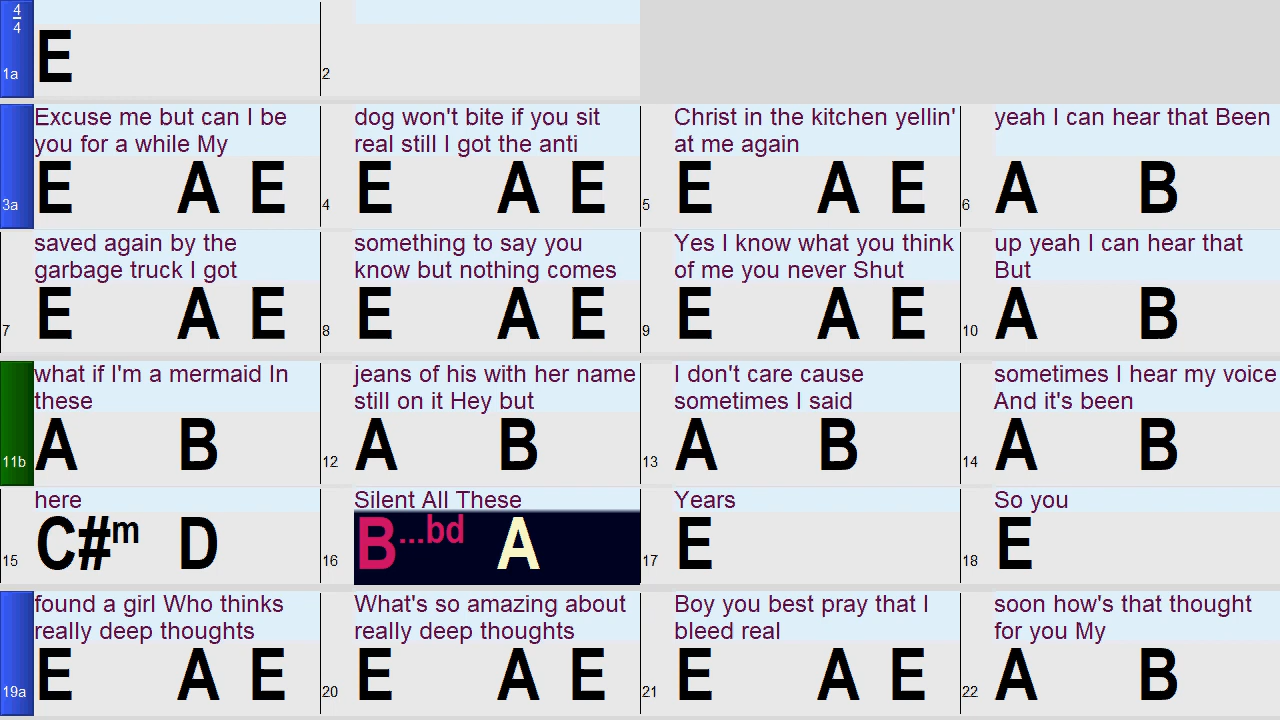 4
4
1a E 2
Excuse me but can I be dog won't bite if you sit Christ in the kitchen yellin' yeah I can hear that Been
you for a while My real still I got the anti at me again
3a E A E 4 E A E 5 E A E 6 A B
saved again by the something to say you Yes I know what you think up yeah I can hear that
garbage truck I got know but nothing comes of me you never Shut But
7 E A E 8 E A E 9 E A E 10 A B
what if I'm a mermaid In jeans of his with her name I don't care cause sometimes I hear my voice
these still on it Hey but sometimes I said And it's been
11b A B 12 A B 13 A B 14 A B
here Silent All These Years So you
15 C#m D 16 B...bd A 17 E 18 E
found a girl Who thinks What's so amazing about Boy you best pray that I soon how's that thought
really deep thoughts really deep thoughts bleed real for you My
19a E A E 20 E A E 21 E A E 22 A B